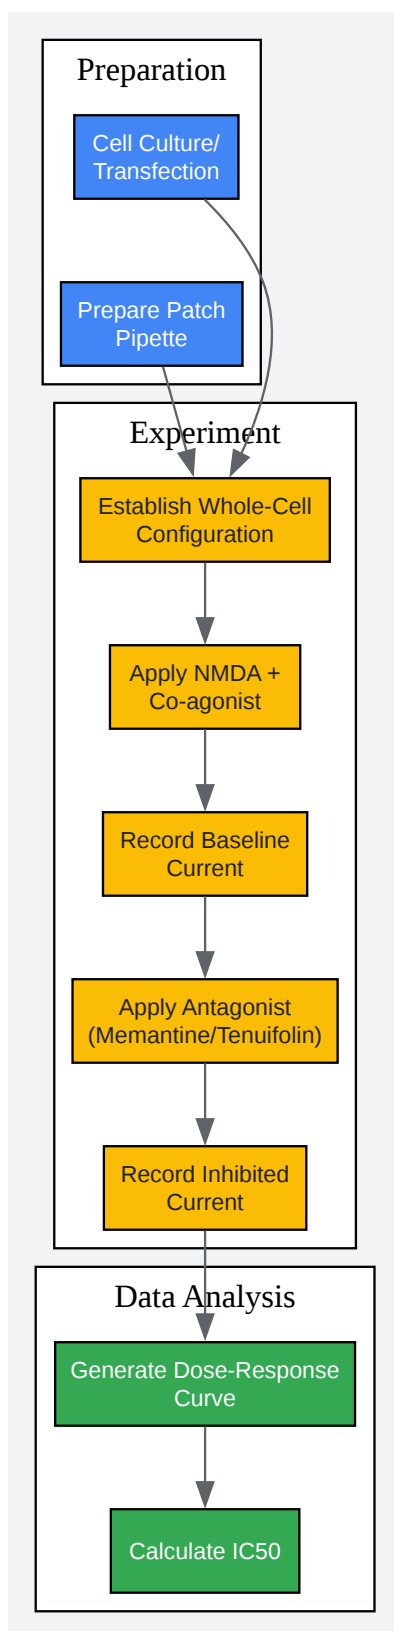 Preparation
Cell Culture/
Transfection
Prepare Patch
Pipette
Experiment
Establish Whole-Cell
Configuration
Apply NMDA +
Co-agonist
Record Baseline
Current
Apply Antagonist
(Memantine/Tenuifolin)
Record Inhibited
Current
Data Analysis
Generate Dose-Response
Curve
Calculate IC50